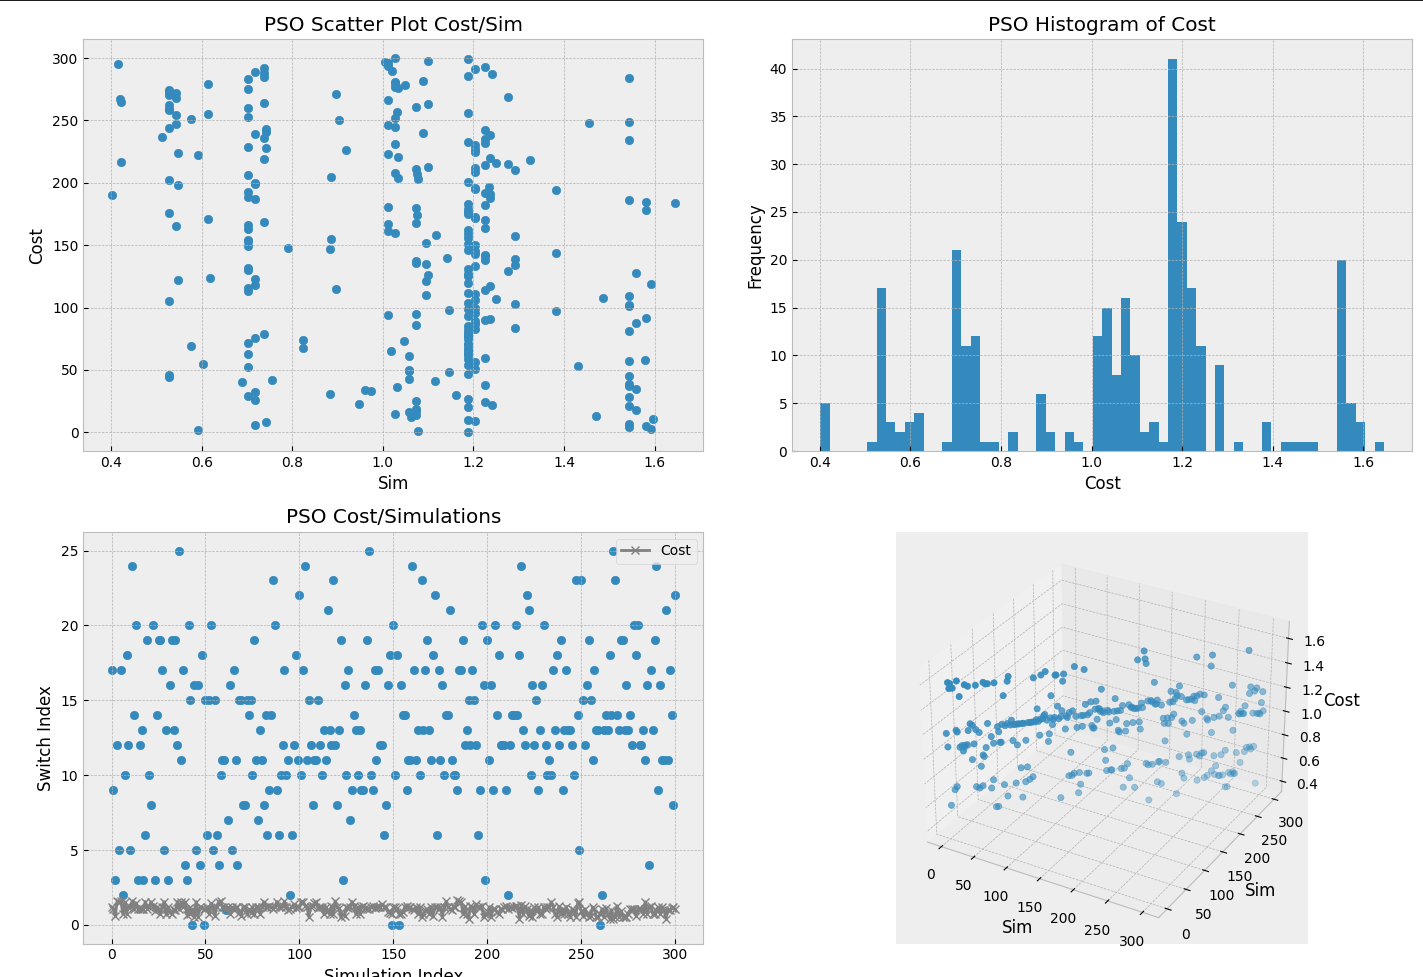 PSO Scatter Plot Cost/Sim
300
250
200
150
100
50
0
Cost
0.4 0.6 0.8 1.0 1.2 1.4 1.6
Sim
PSO Histogram of Cost
40
35
30
25
20
15
10
5
0
Frequency
0.4 0.6 0.8 1.0 1.2 1.4 1.6
Cost
PSO Cost/Simulations
Cost
25
20
15
10
5
0
Switch Index
0 50 100 150 200 250 300
Simulation Index
1.6
1.4
1.2
1.0
0.8
0.6
0.4
Cost
300
250
200
150
100
50
0
Sim
0 50 100 150 200 250 300
Sim